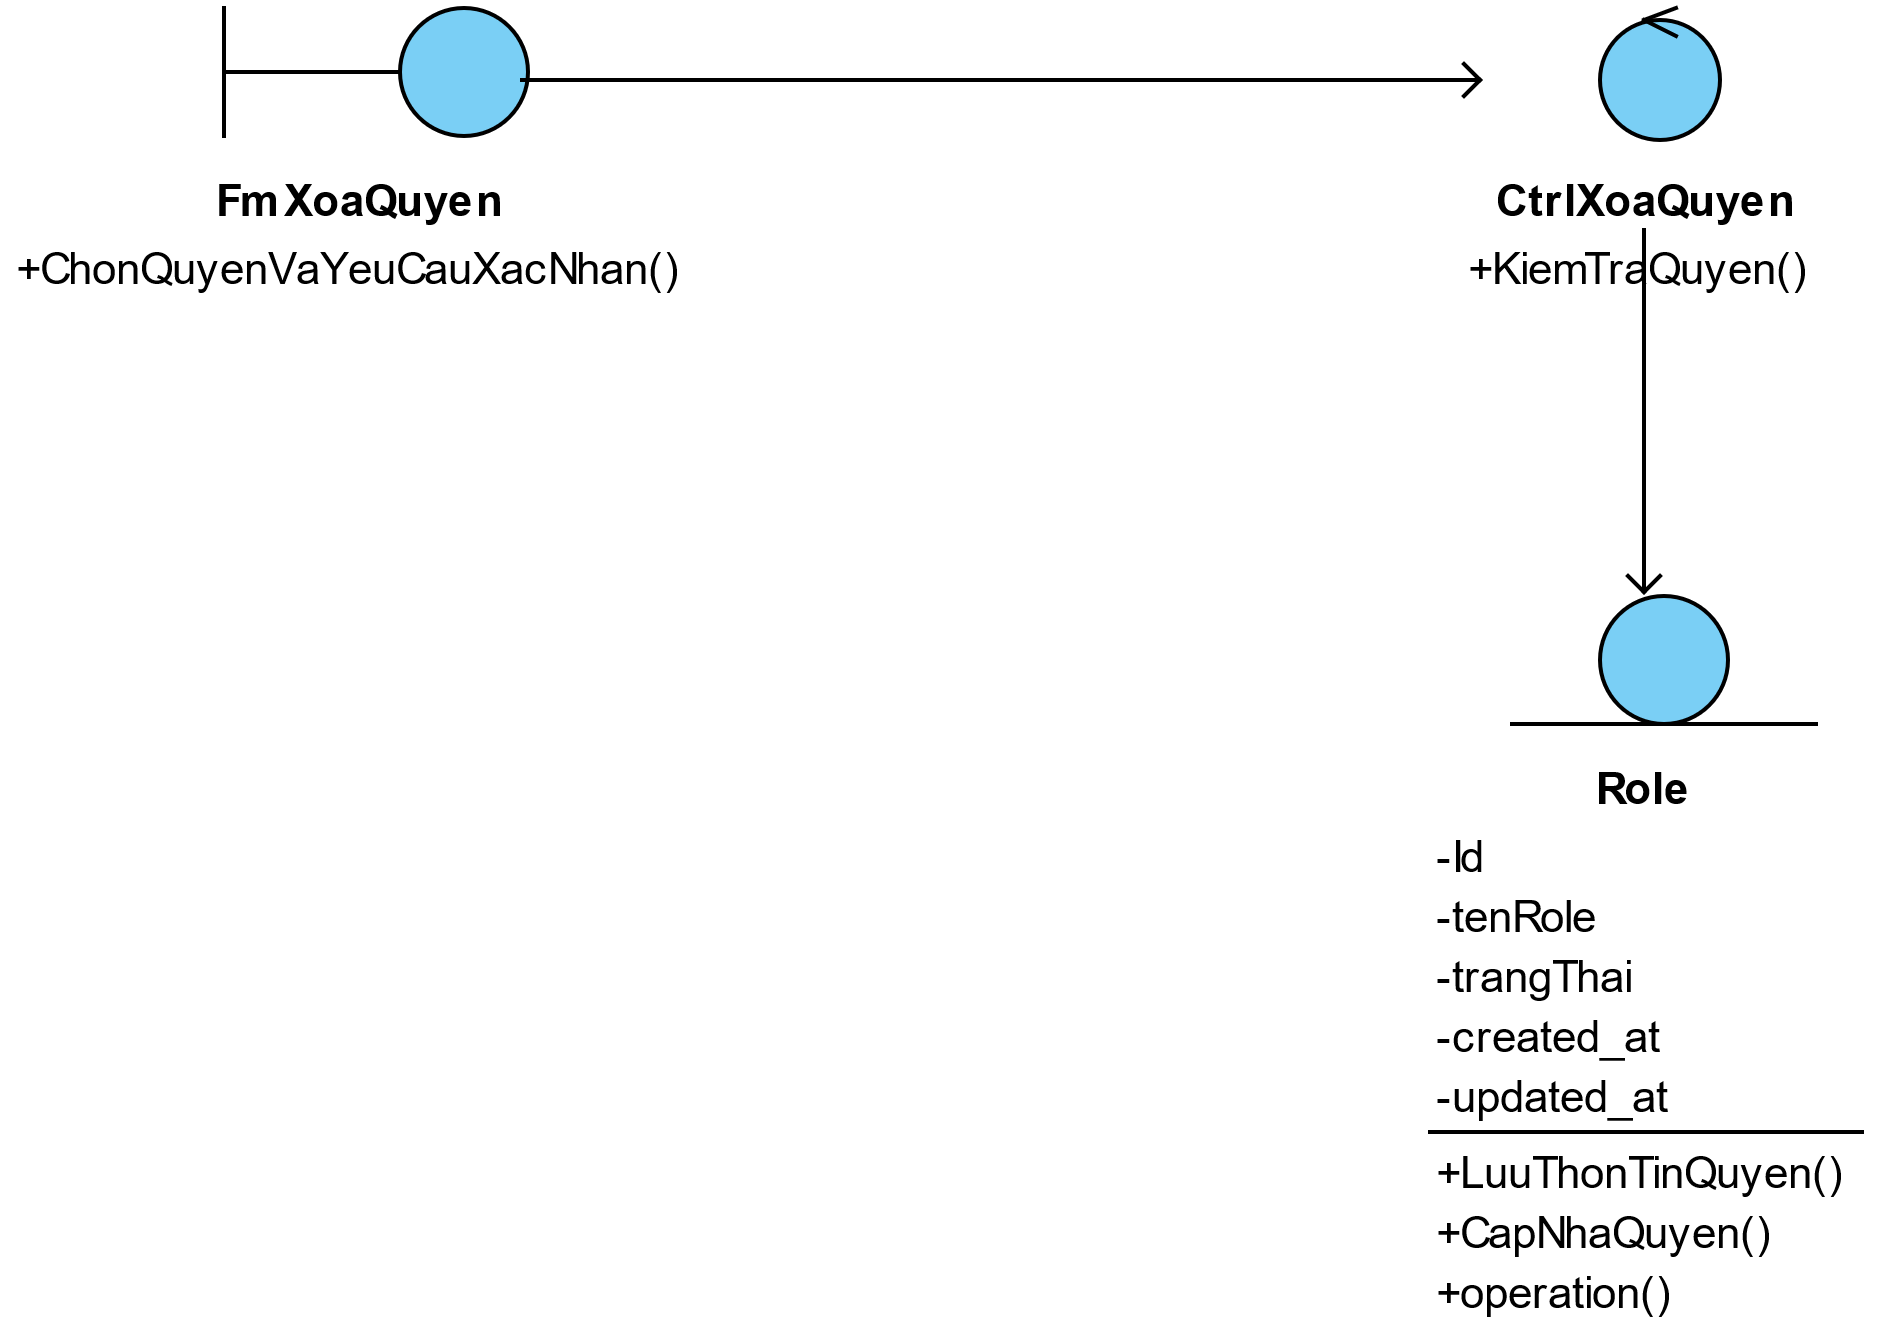 FmXoaQuyen
+ChonQuyenVaYeuCauXacNhan()
CtrlXoaQuyen
+KiemTraQuyen()
Role
-Id
-tenRole
-trangThai
-created_at
-updated_at
+LuuThonTinQuyen()
+CapNhaQuyen()
+operation()